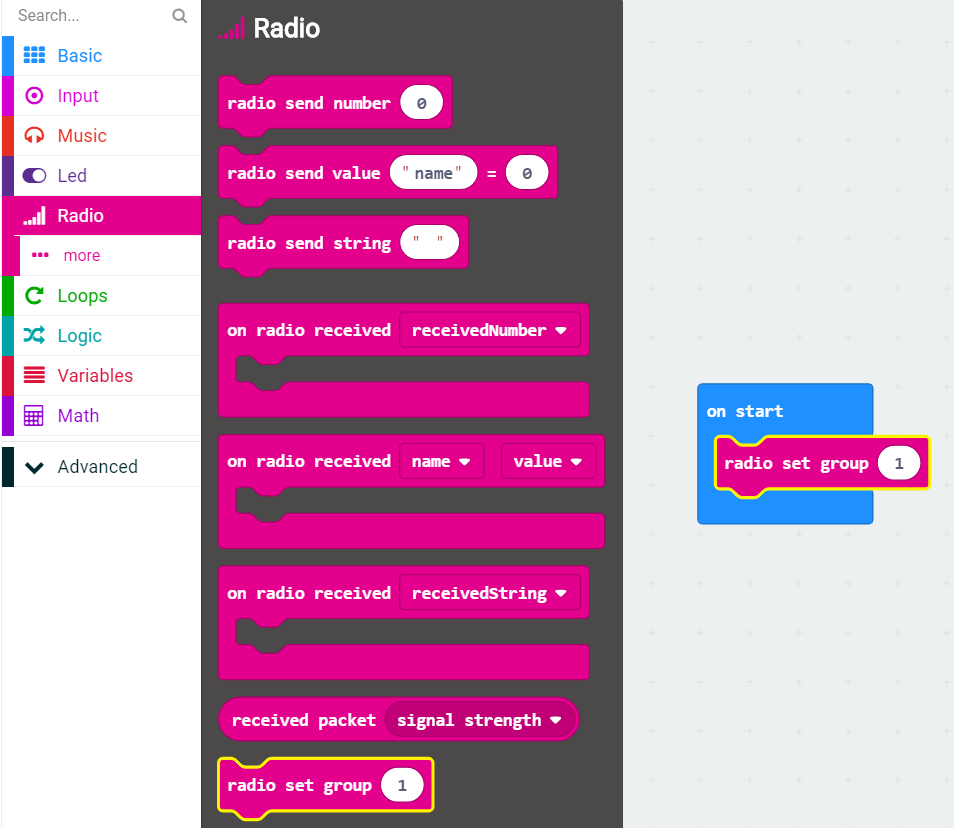 Search...
Basic
Input
Music
Led
Radio
more
Loops
Logic
Variables
Math
Advanced
Radio
radio send number 0
radio send value "name" = 0
radio send string " "
on radio received receivedNumber
on radio received name value
on radio received receivedString
received packet signal strength
radio set group 1
on start
radio set group 1